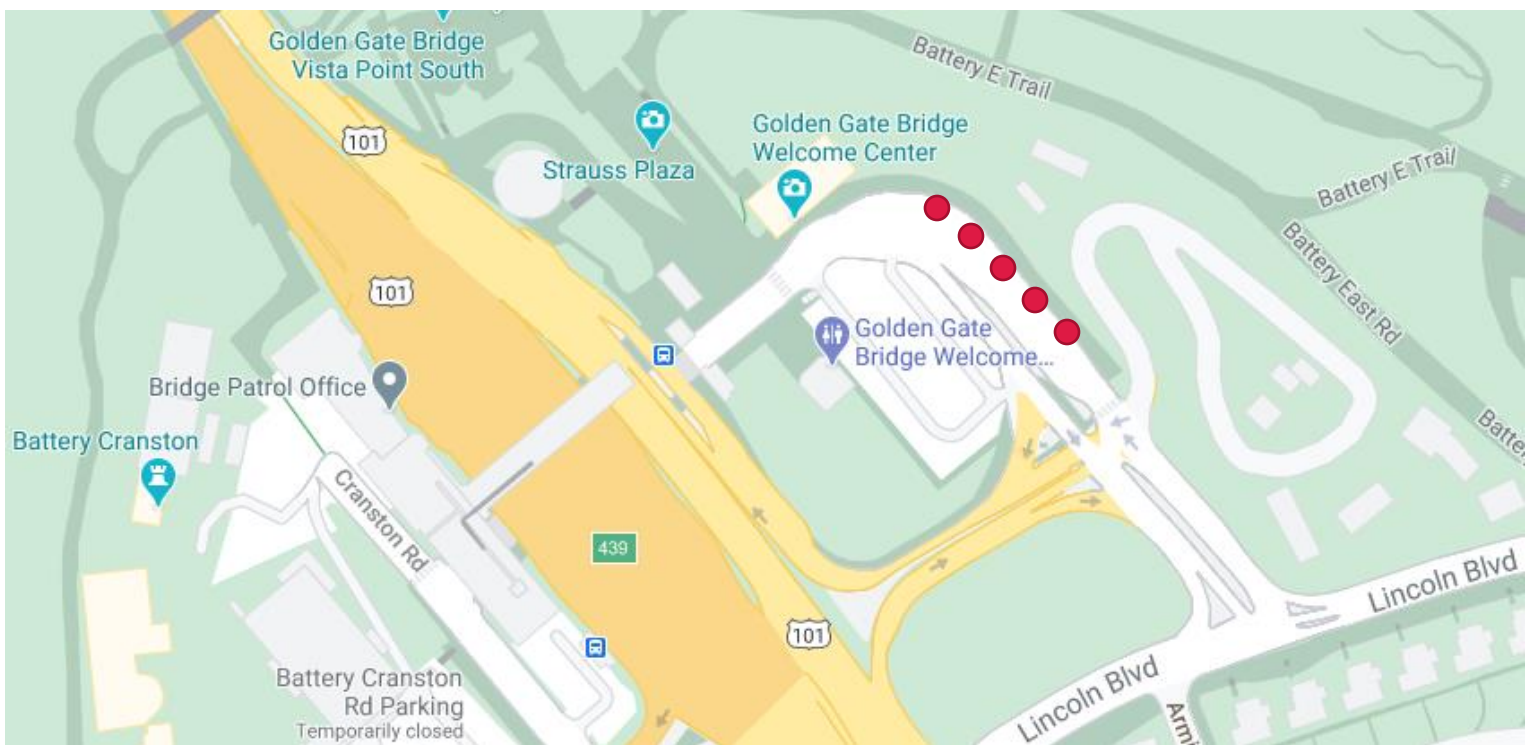 Golden Gate Bridge
Vista Point South
Battery E Trail
101
Strauss Plaza
Golden Gate Bridge
Welcome Center
Battery E Trail
Battery East Rd
101
Golden Gate
Bridge Welcome...
Bridge Patrol Office
Battery Cranston
Cranston Rd
439
101
Lincoln Blvd
Lincoln Blvd
Battery Cranston
Rd Parking
Temporarily closed